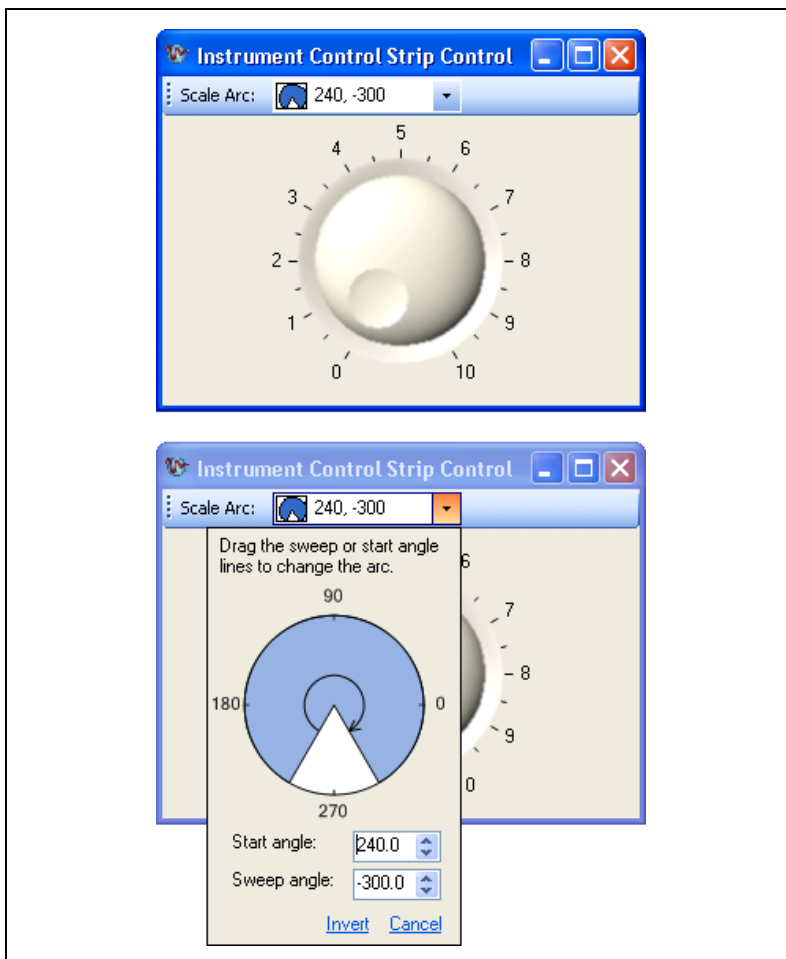 Instrument Control Strip Control
Scale Arc: 240, -300
5
4 6
3 7
2 8
1 9
0 10
Instrument Control Strip Control
Scale Arc: 240, -300
Drag the sweep or start angle
lines to change the arc.
90
180 0
270
6
7
8
9
0
Start angle: 240.0
Sweep angle: -300.0
Invert Cancel